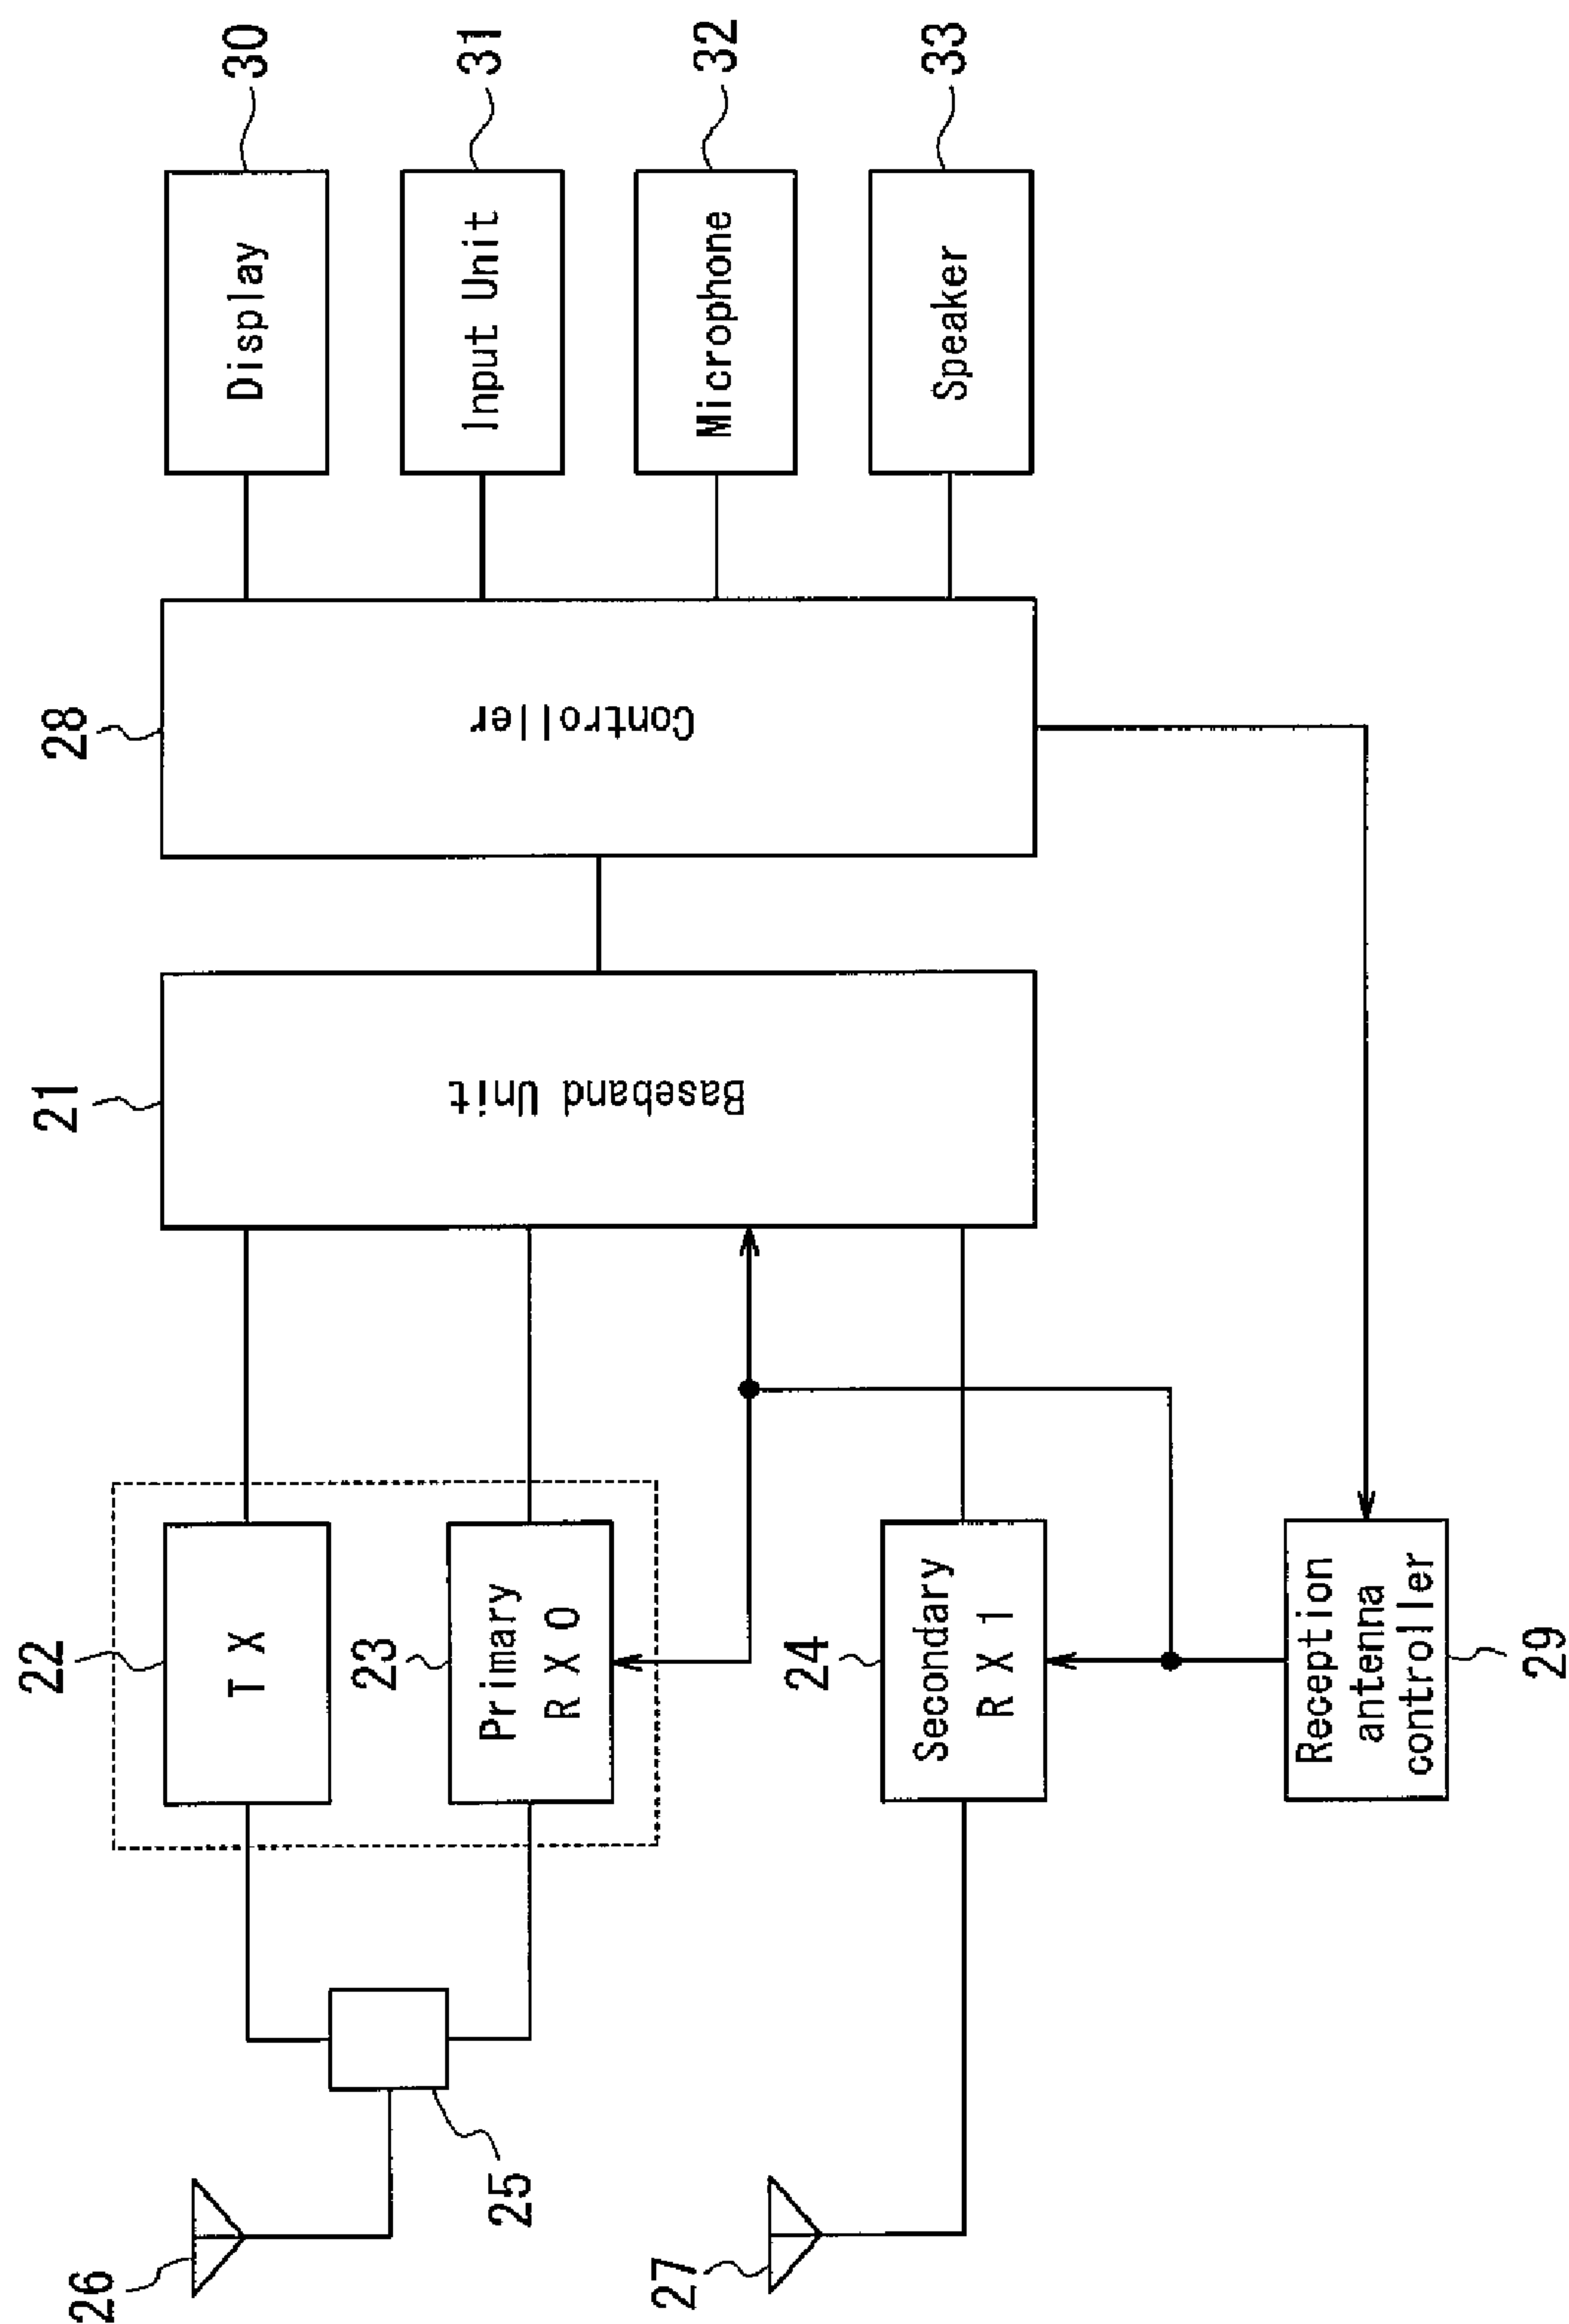 26
25
22
TX
23
Primary
RX0
21
Baseband Unit
28
Controller
30
Display
31
Input Unit
32
Microphone
33
Speaker
27
24
Secondary
RX1
Reception
antenna
controller
29